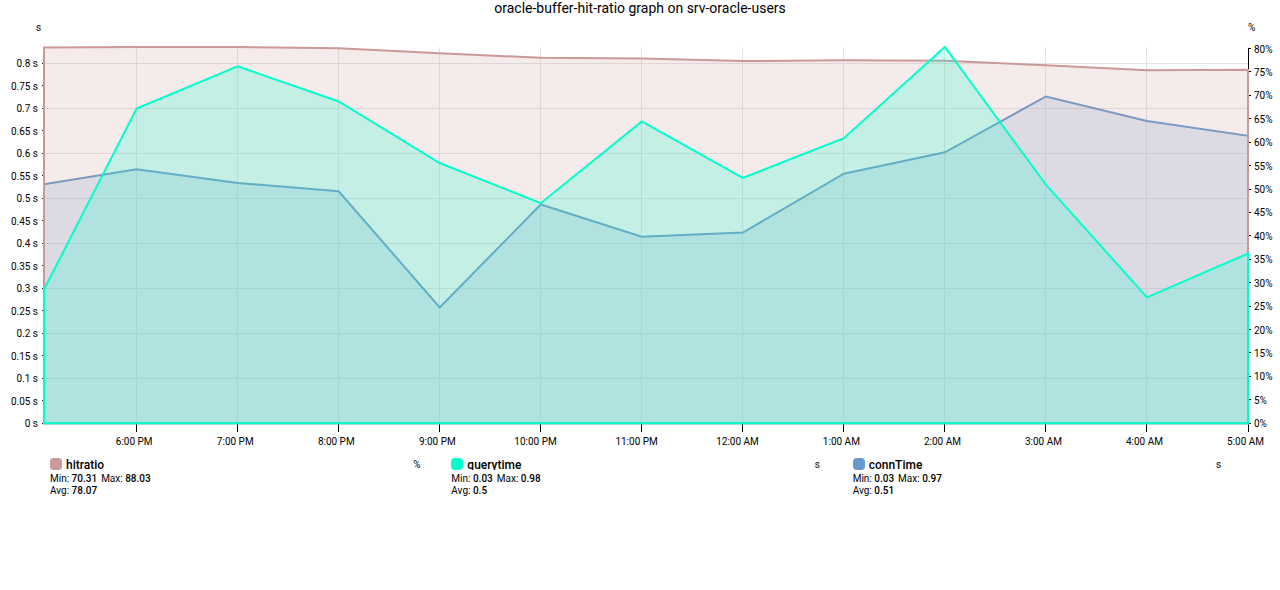 oracle-buffer-hit-ratio graph on srv-oracle-users
s
%
0.8 s
0.75 s
0.7 s
0.65 s
0.6 s
0.55 s
0.5 s
0.45 s
0.4 s
0.35 s
0.3 s
0.25 s
0.2 s
0.15 s
0.1 s
0.05 s
0 s
80%
75%
70%
65%
60%
55%
50%
45%
40%
35%
30%
25%
20%
15%
10%
5%
0%
6:00 PM 7:00 PM 8:00 PM 9:00 PM 10:00 PM 11:00 PM 12:00 AM 1:00 AM 2:00 AM 3:00 AM 4:00 AM 5:00 AM
hitratio %
Min: 70.31 Max: 88.03
Avg: 78.07
querytime s
Min: 0.03 Max: 0.98
Avg: 0.5
connTime s
Min: 0.03 Max: 0.97
Avg: 0.51